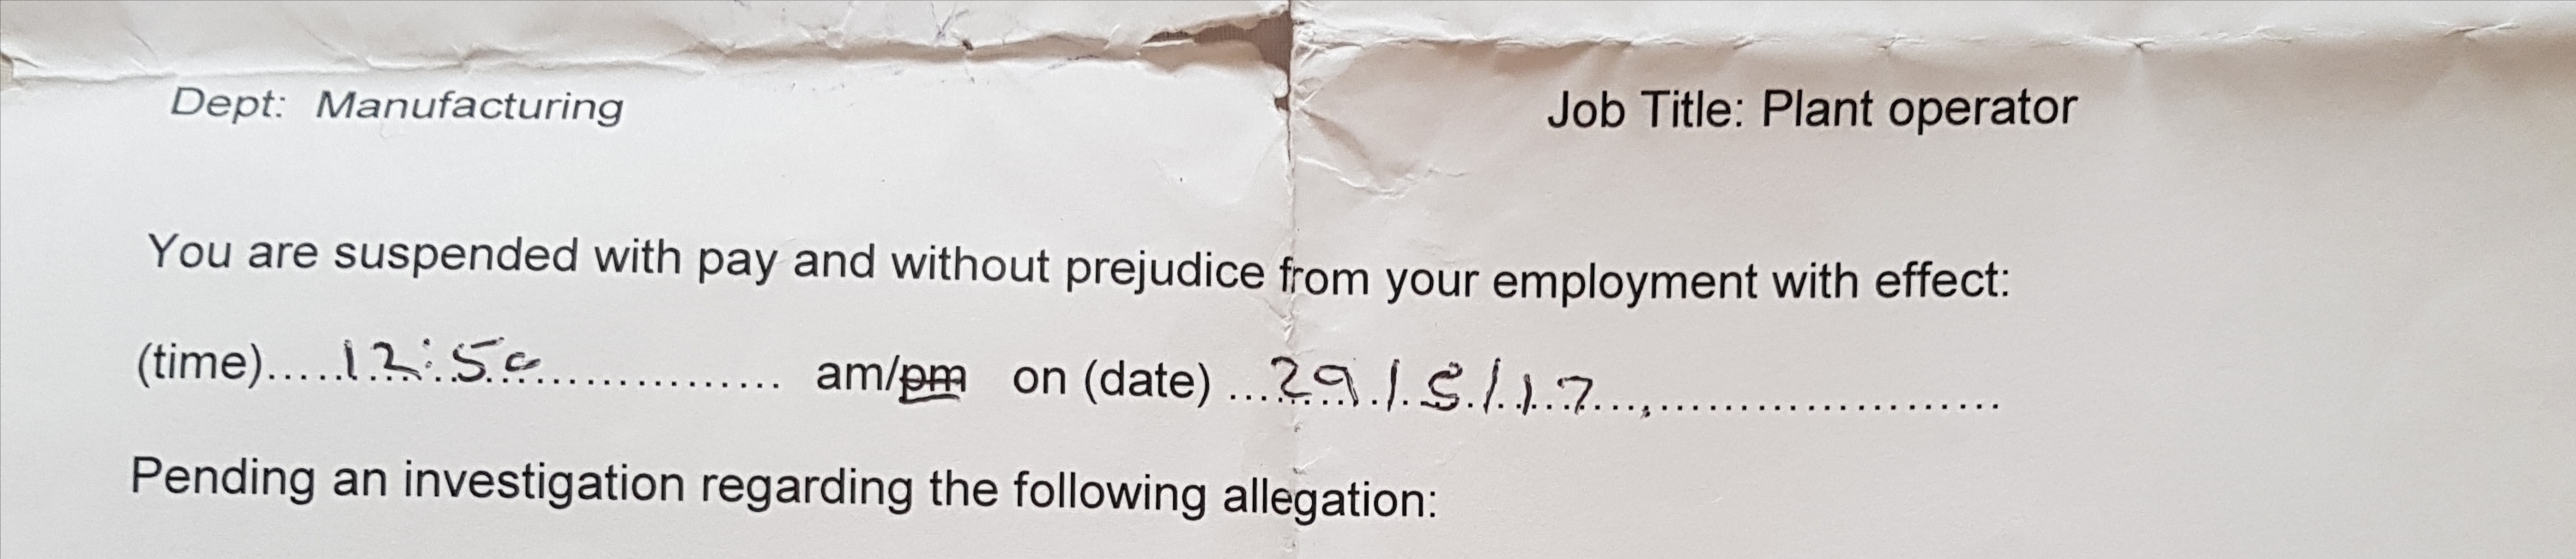 Dept: Manufacturing Job Title: Plant operator
You are suspended with pay and without prejudice from your employment with effect:
(time).....12:50................. am/pm on (date) ...29/5/17...,......................
Pending an investigation regarding the following allegation: